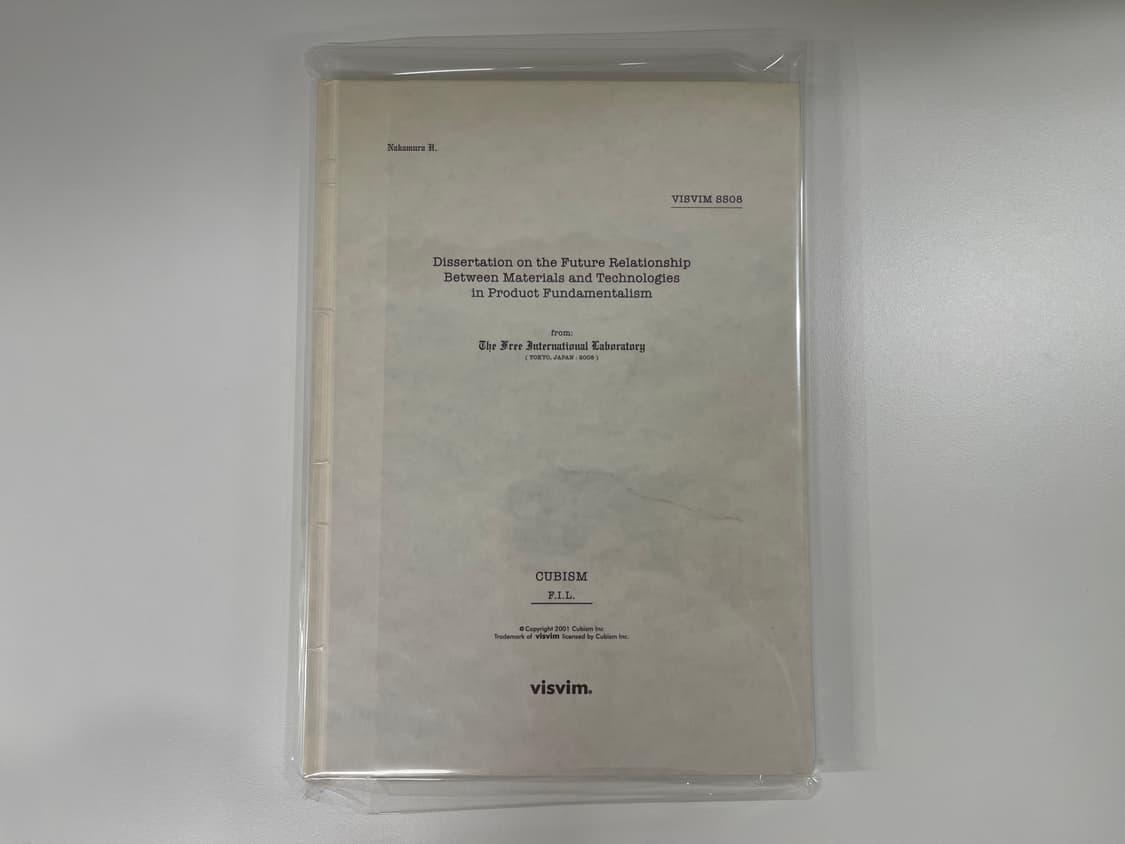 Nakamura H.
VISVIM SS08
Dissertation on the Future Relationship
Between Materials and Technologies
in Product Fundamentalism
from:
The Free International Laboratory
( TOKYO, JAPAN : 2008 )
CUBISM
F.I.L.
© Copyright 2001 Cubism Inc
Trademark of visvim licensed by Cubism Inc.
visvim.